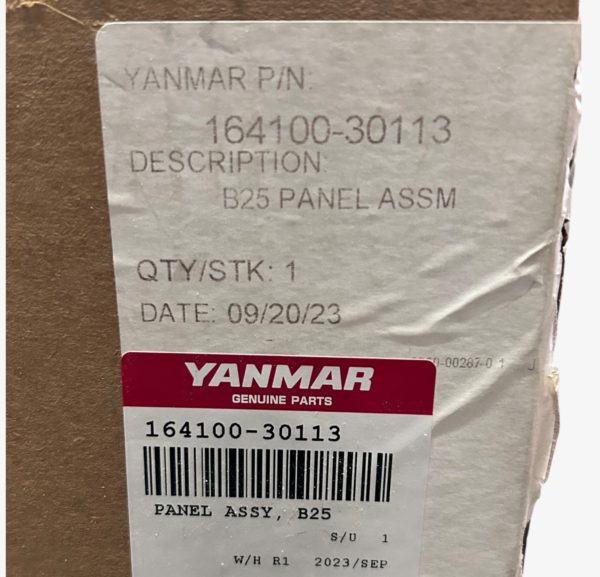 YANMAR P/N:
164100-30113
DESCRIPTION:
B25 PANEL ASSM
QTY/STK: 1
DATE: 09/20/23
YANMAR
GENUINE PARTS
164100-30113
PANEL ASSY, B25
S/U 1
W/H R1 2023/SEP